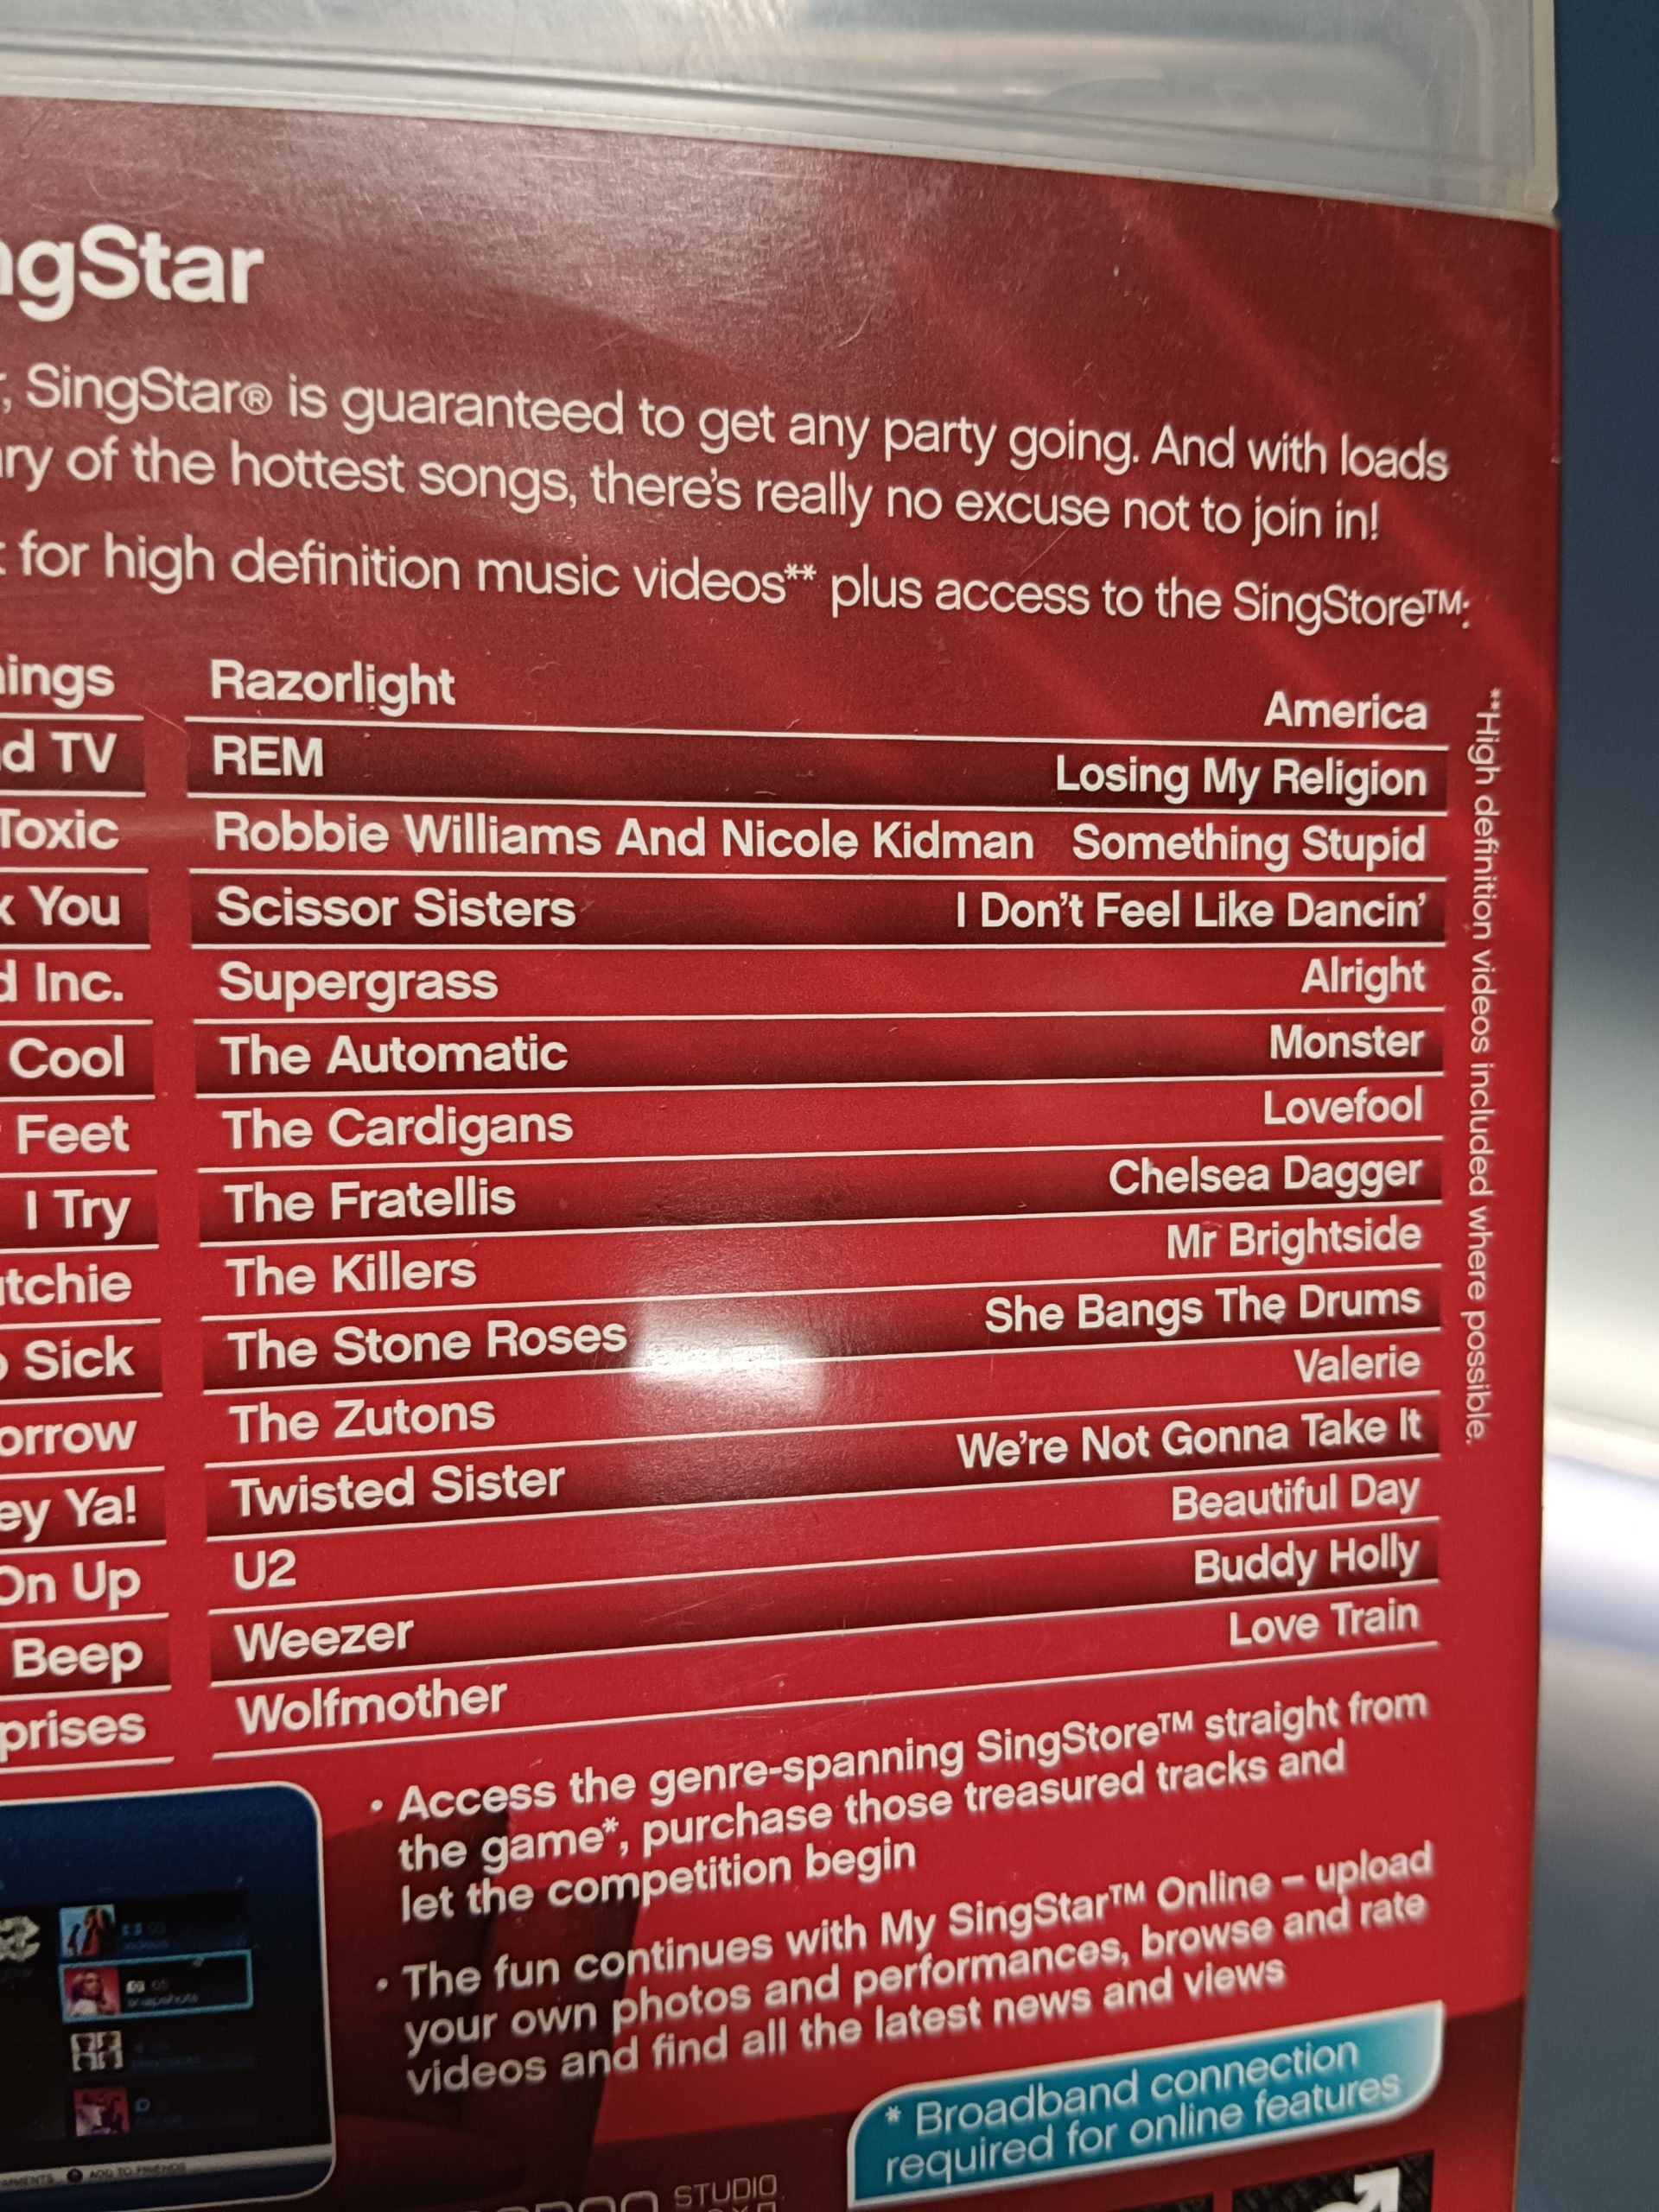 ngStar
, SingStar® is guaranteed to get any party going. And with loads
ry of the hottest songs, there's really no excuse not to join in!
for high definition music videos** plus access to the SingStore™:
ings
d TV
Toxic
k You
d Inc.
Cool
Feet
I Try
tchie
Sick
orrow
ey Ya!
On Up
Beep
prises
Razorlight America
REM Losing My Religion
Robbie Williams And Nicole Kidman Something Stupid
Scissor Sisters I Don't Feel Like Dancin'
Supergrass Alright
The Automatic Monster
The Cardigans Lovefool
The Fratellis Chelsea Dagger
The Killers Mr Brightside
The Stone Roses She Bangs The Drums
The Zutons Valerie
Twisted Sister We're Not Gonna Take It
U2 Beautiful Day
Weezer Buddy Holly
Wolfmother Love Train
**High definition videos included where possible.
• Access the genre-spanning SingStore™ straight from
the game*, purchase those treasured tracks and
let the competition begin
• The fun continues with My SingStar™ Online – upload
your own photos and performances, browse and rate
videos and find all the latest news and views
snapshots
ADD TO FRIENDS
* Broadband connection
required for online features
STUDIO